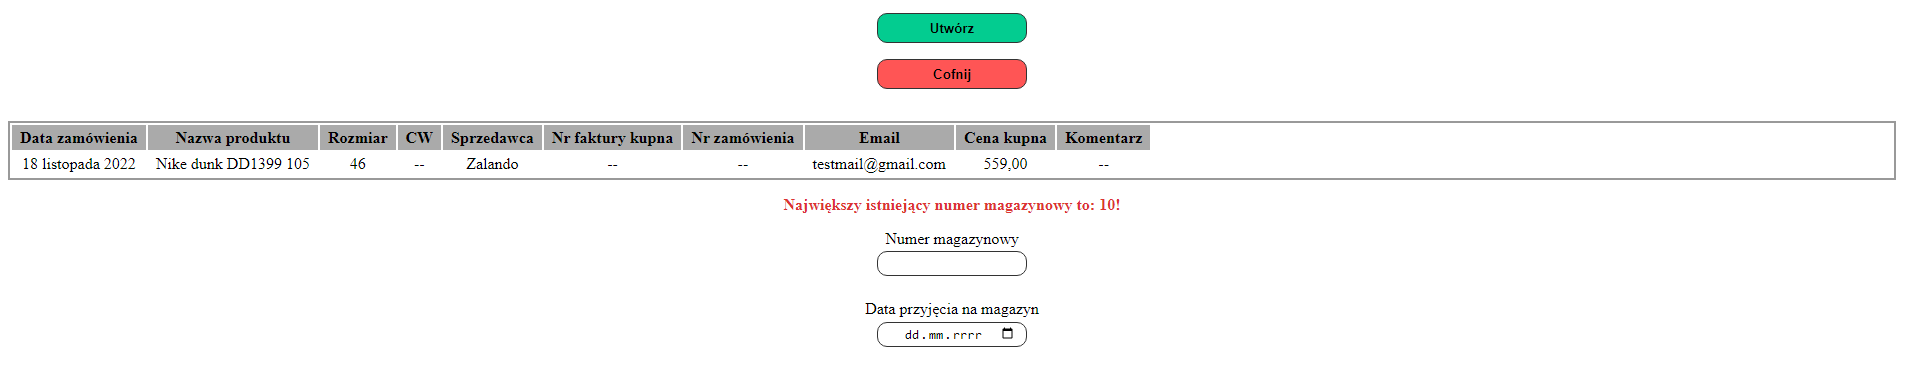 Utwórz
Cofnij
Data zamówienia Nazwa produktu Rozmiar CW Sprzedawca Nr faktury kupna Nr zamówienia Email Cena kupna Komentarz
18 listopada 2022 Nike dunk DD1399 105 46 -- Zalando -- -- testmail@gmail.com 559,00 --
Największy istniejący numer magazynowy to: 10!
Numer magazynowy
Data przyjęcia na magazyn
dd.mm.rrrr